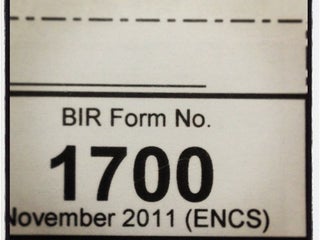 BIR Form No.
1700
November 2011 (ENCS)